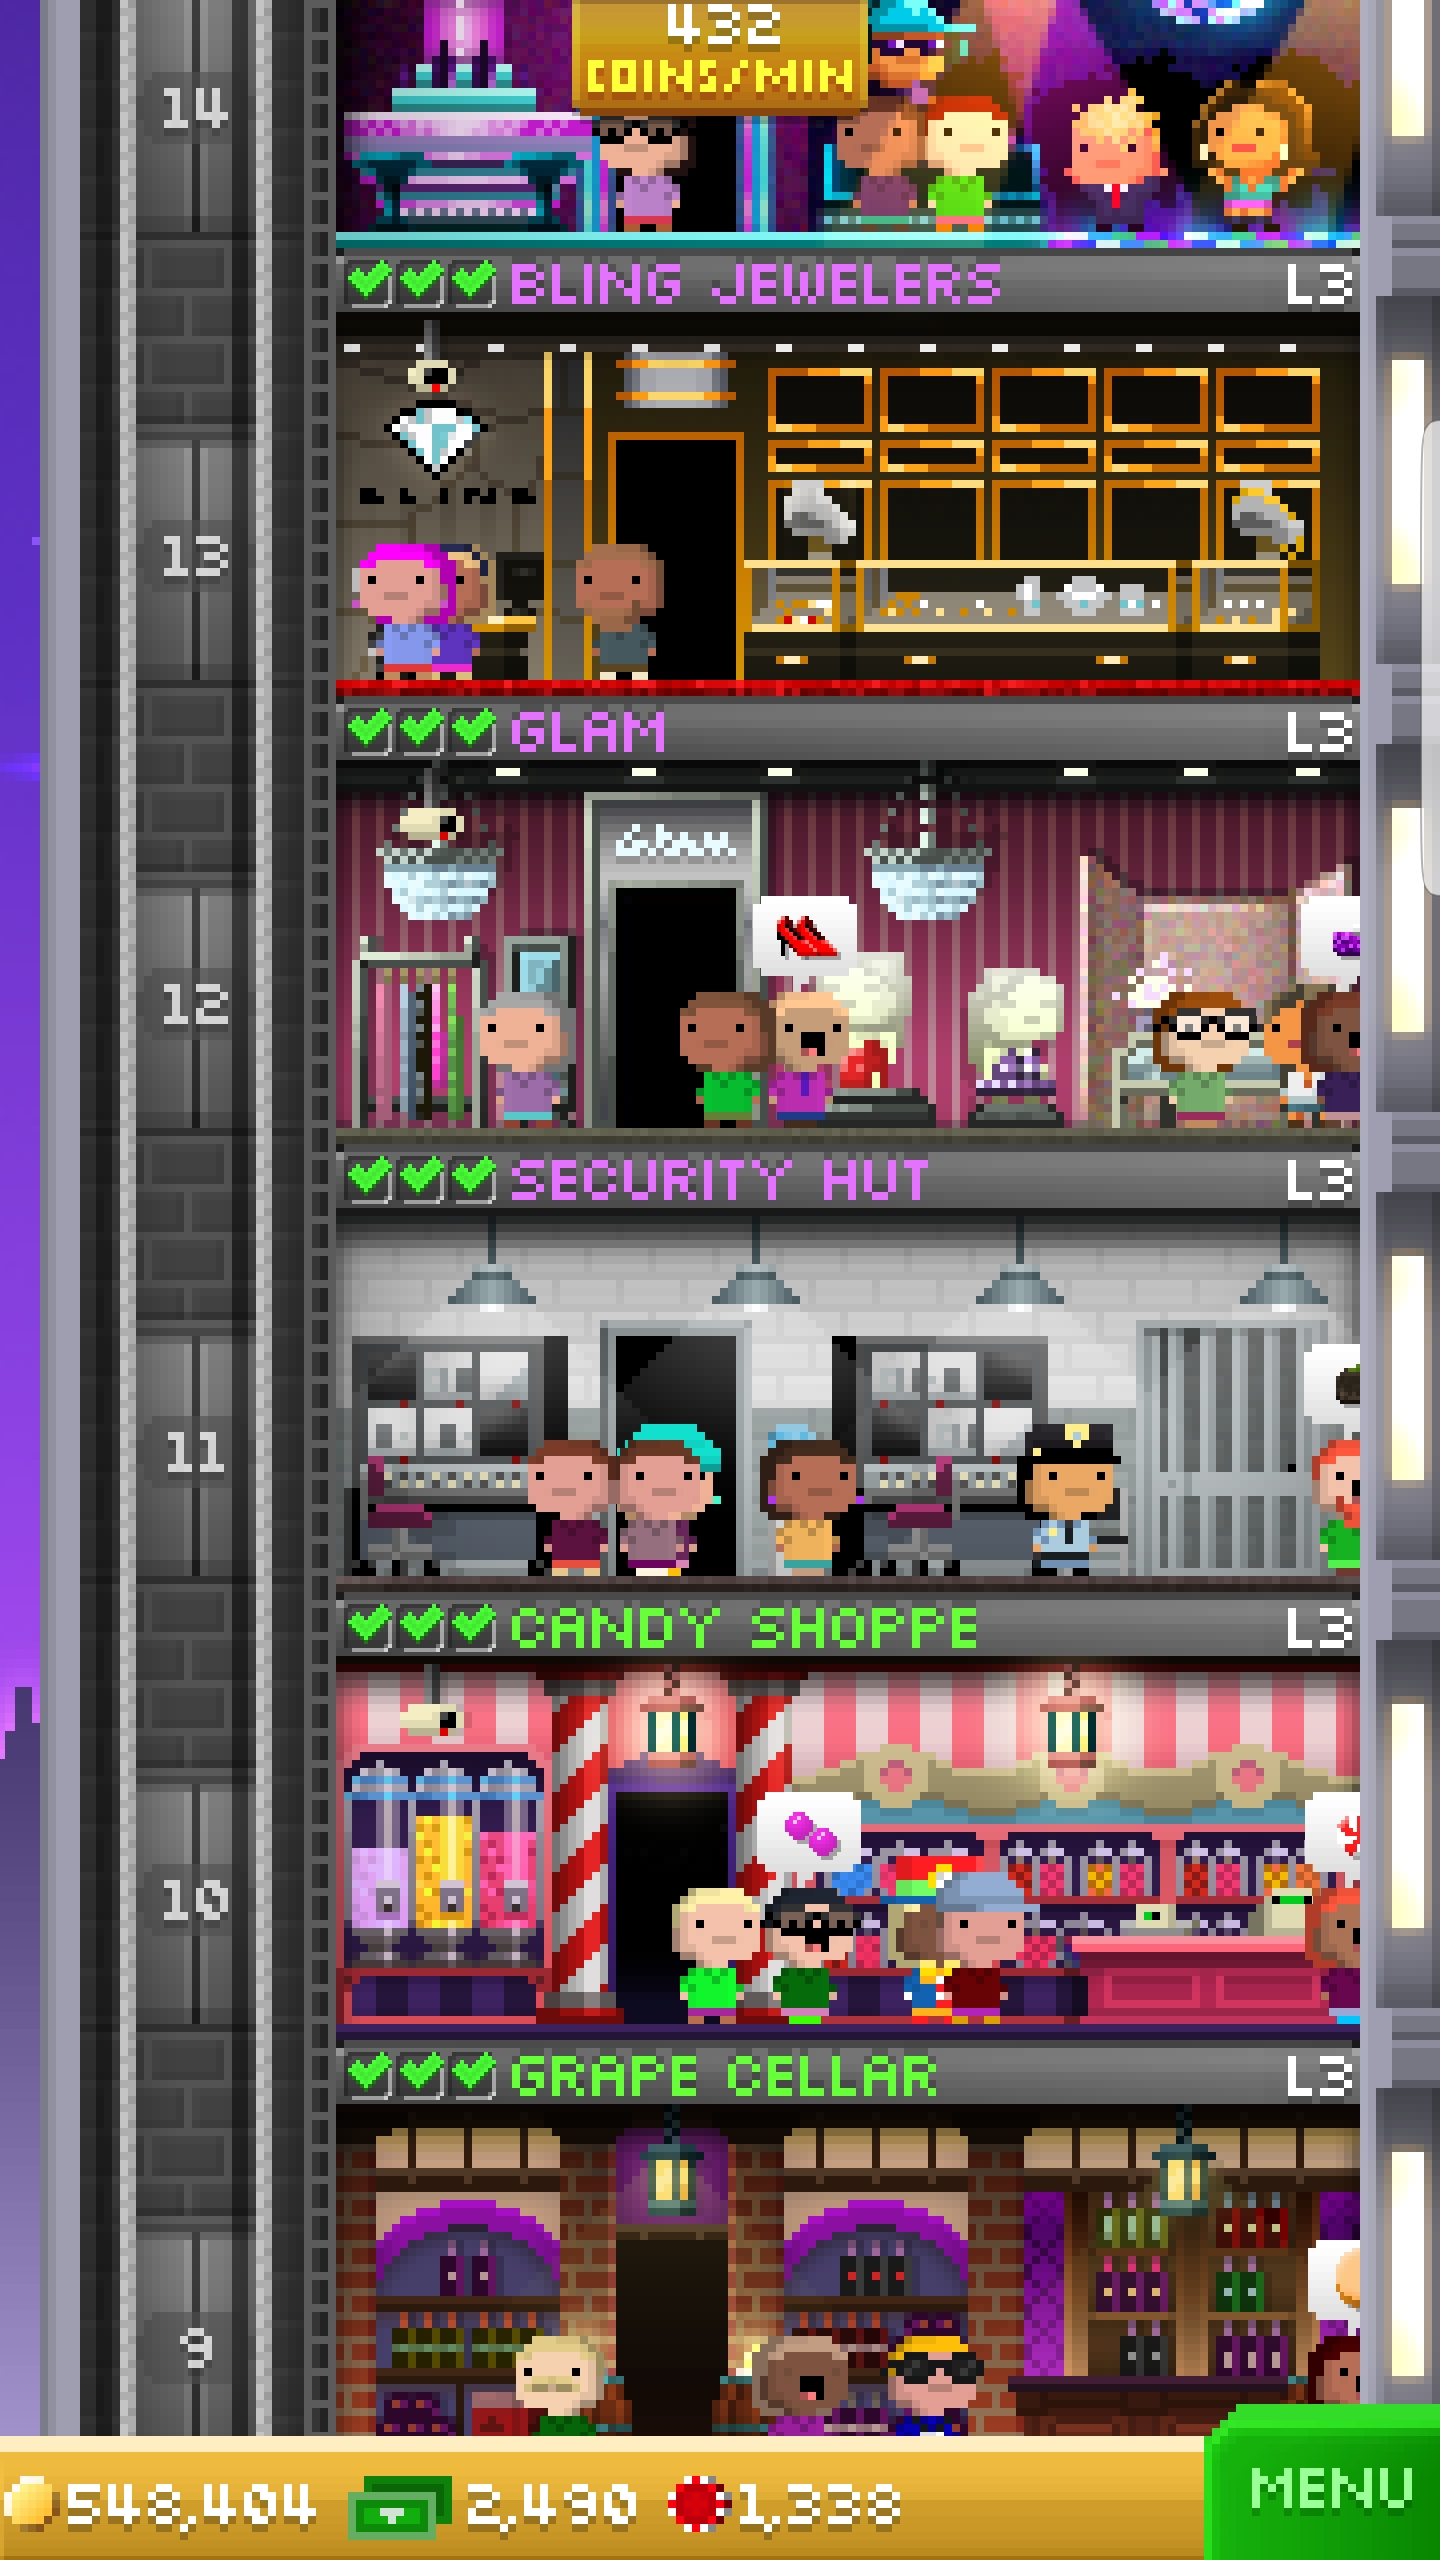 432
COINS/MIN
14
BLING JEWELERS L3
BLING
13
GLAM L3
Glam
12
SECURITY HUT L3
11
CANDY SHOPPE L3
10
GRAPE CELLAR L3
9
548,404 2,490 1,338 MENU